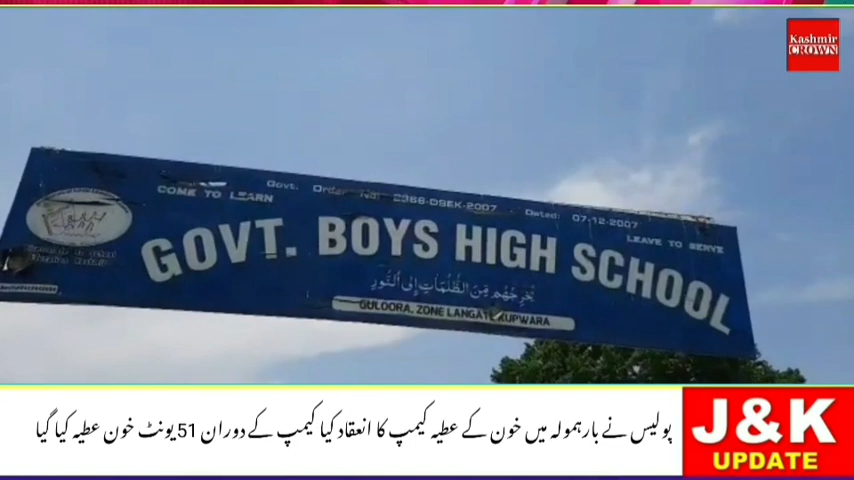 Kashmir
CROWN
COME TO LEARN
Govt. Order No: 2366-DSEK-2007 Dated: 07-12-2007
LEAVE TO SERVE
GOVT. BOYS HIGH SCHOOL
يُخْرِجُهُم مِّنَ الظُّلُمَاتِ إِلَى النُّورِ
GULOORA, ZONE LANGATE KUPWARA
پولیس نے بارہمولہ میں خون کے عطیہ کیمپ کا انعقاد کیا کیمپ کے دوران 51 یونٹ خون عطیہ کیا گیا
J&K
UPDATE